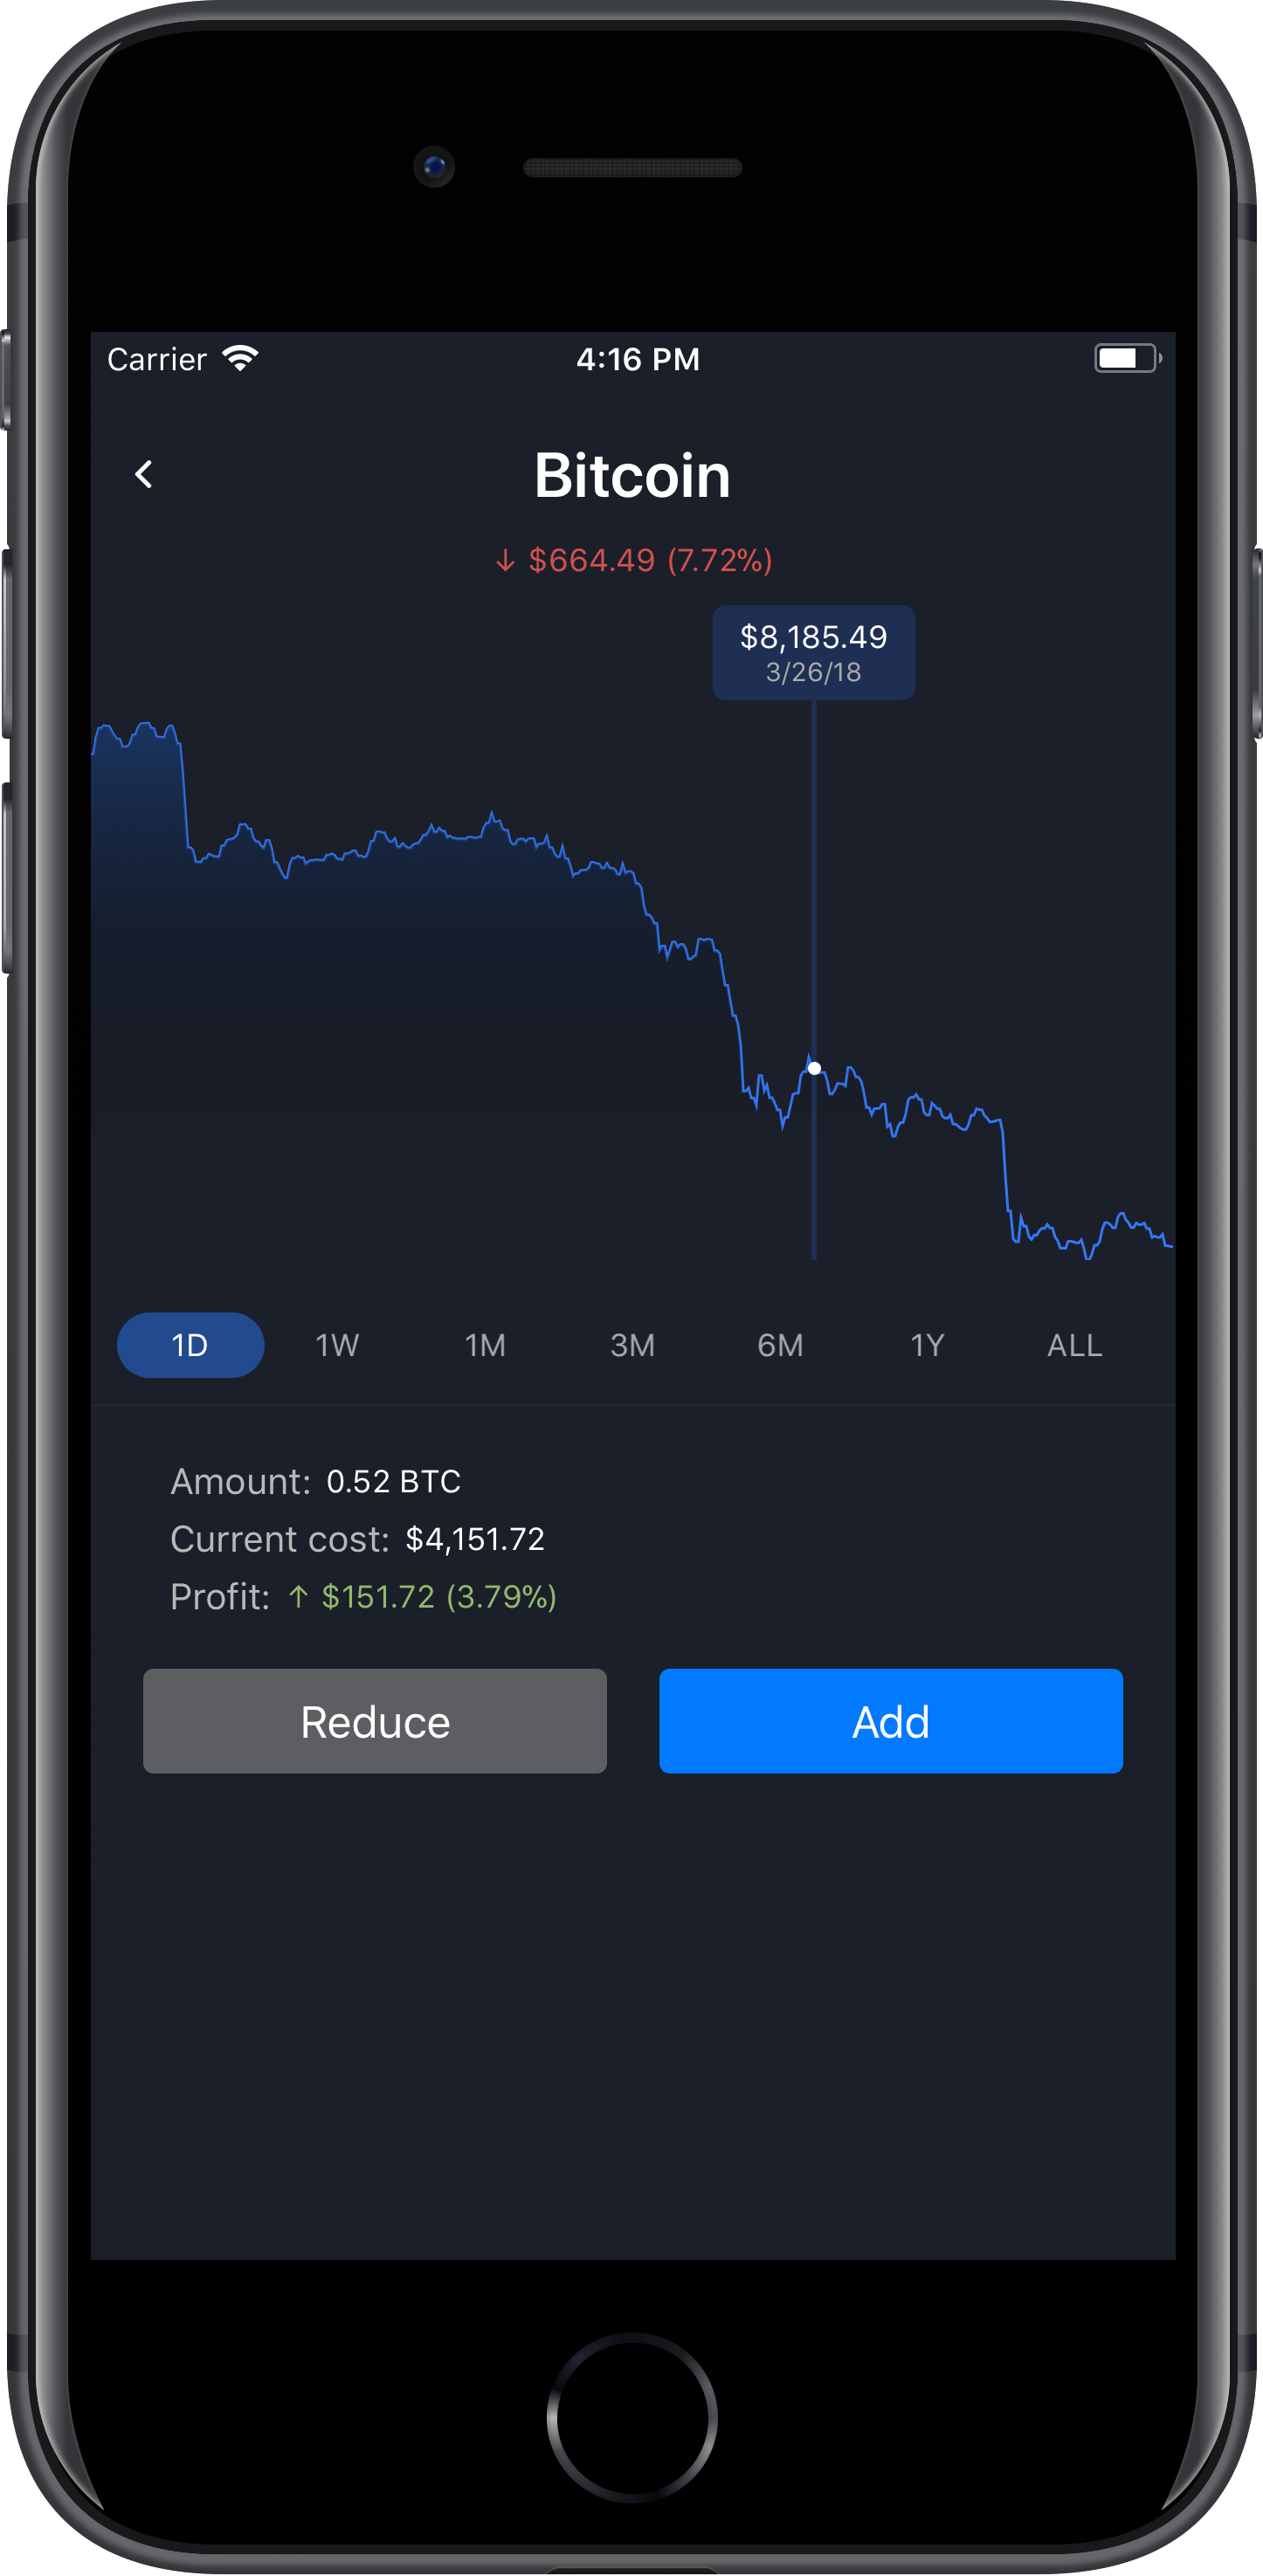 Carrier 4:16 PM
Bitcoin
↓ $664.49 (7.72%)
$8,185.49
3/26/18
1D 1W 1M 3M 6M 1Y ALL
Amount: 0.52 BTC
Current cost: $4,151.72
Profit: ↑ $151.72 (3.79%)
Reduce Add